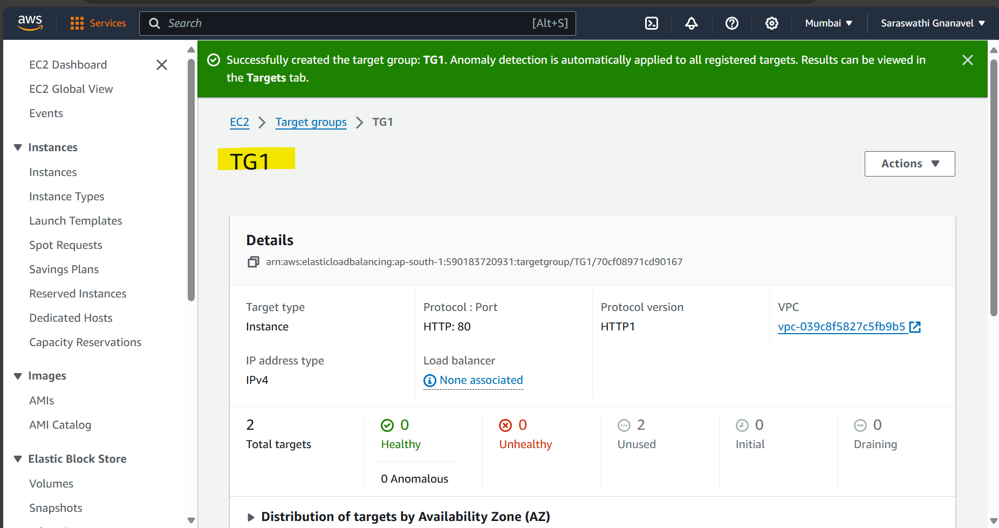 aws
Services
Search
[Alt+S]
Mumbai
Saraswathi Gnanavel
EC2 Dashboard
EC2 Global View
Events
Instances
Instances
Instance Types
Launch Templates
Spot Requests
Savings Plans
Reserved Instances
Dedicated Hosts
Capacity Reservations
Images
AMIs
AMI Catalog
Elastic Block Store
Volumes
Snapshots
Successfully created the target group: TG1. Anomaly detection is automatically applied to all registered targets. Results can be viewed in
the Targets tab.
EC2 > Target groups > TG1
TG1
Actions
Details
arn:aws:elasticloadbalancing:ap-south-1:590183720931:targetgroup/TG1/70cf08971cd90167
Target type
Instance
Protocol : Port
HTTP: 80
Protocol version
HTTP1
VPC
vpc-039c8f5827c5fb9b5
IP address type
IPv4
Load balancer
None associated
2
Total targets
0
Healthy
0 Anomalous
0
Unhealthy
2
Unused
0
Initial
0
Draining
Distribution of targets by Availability Zone (AZ)